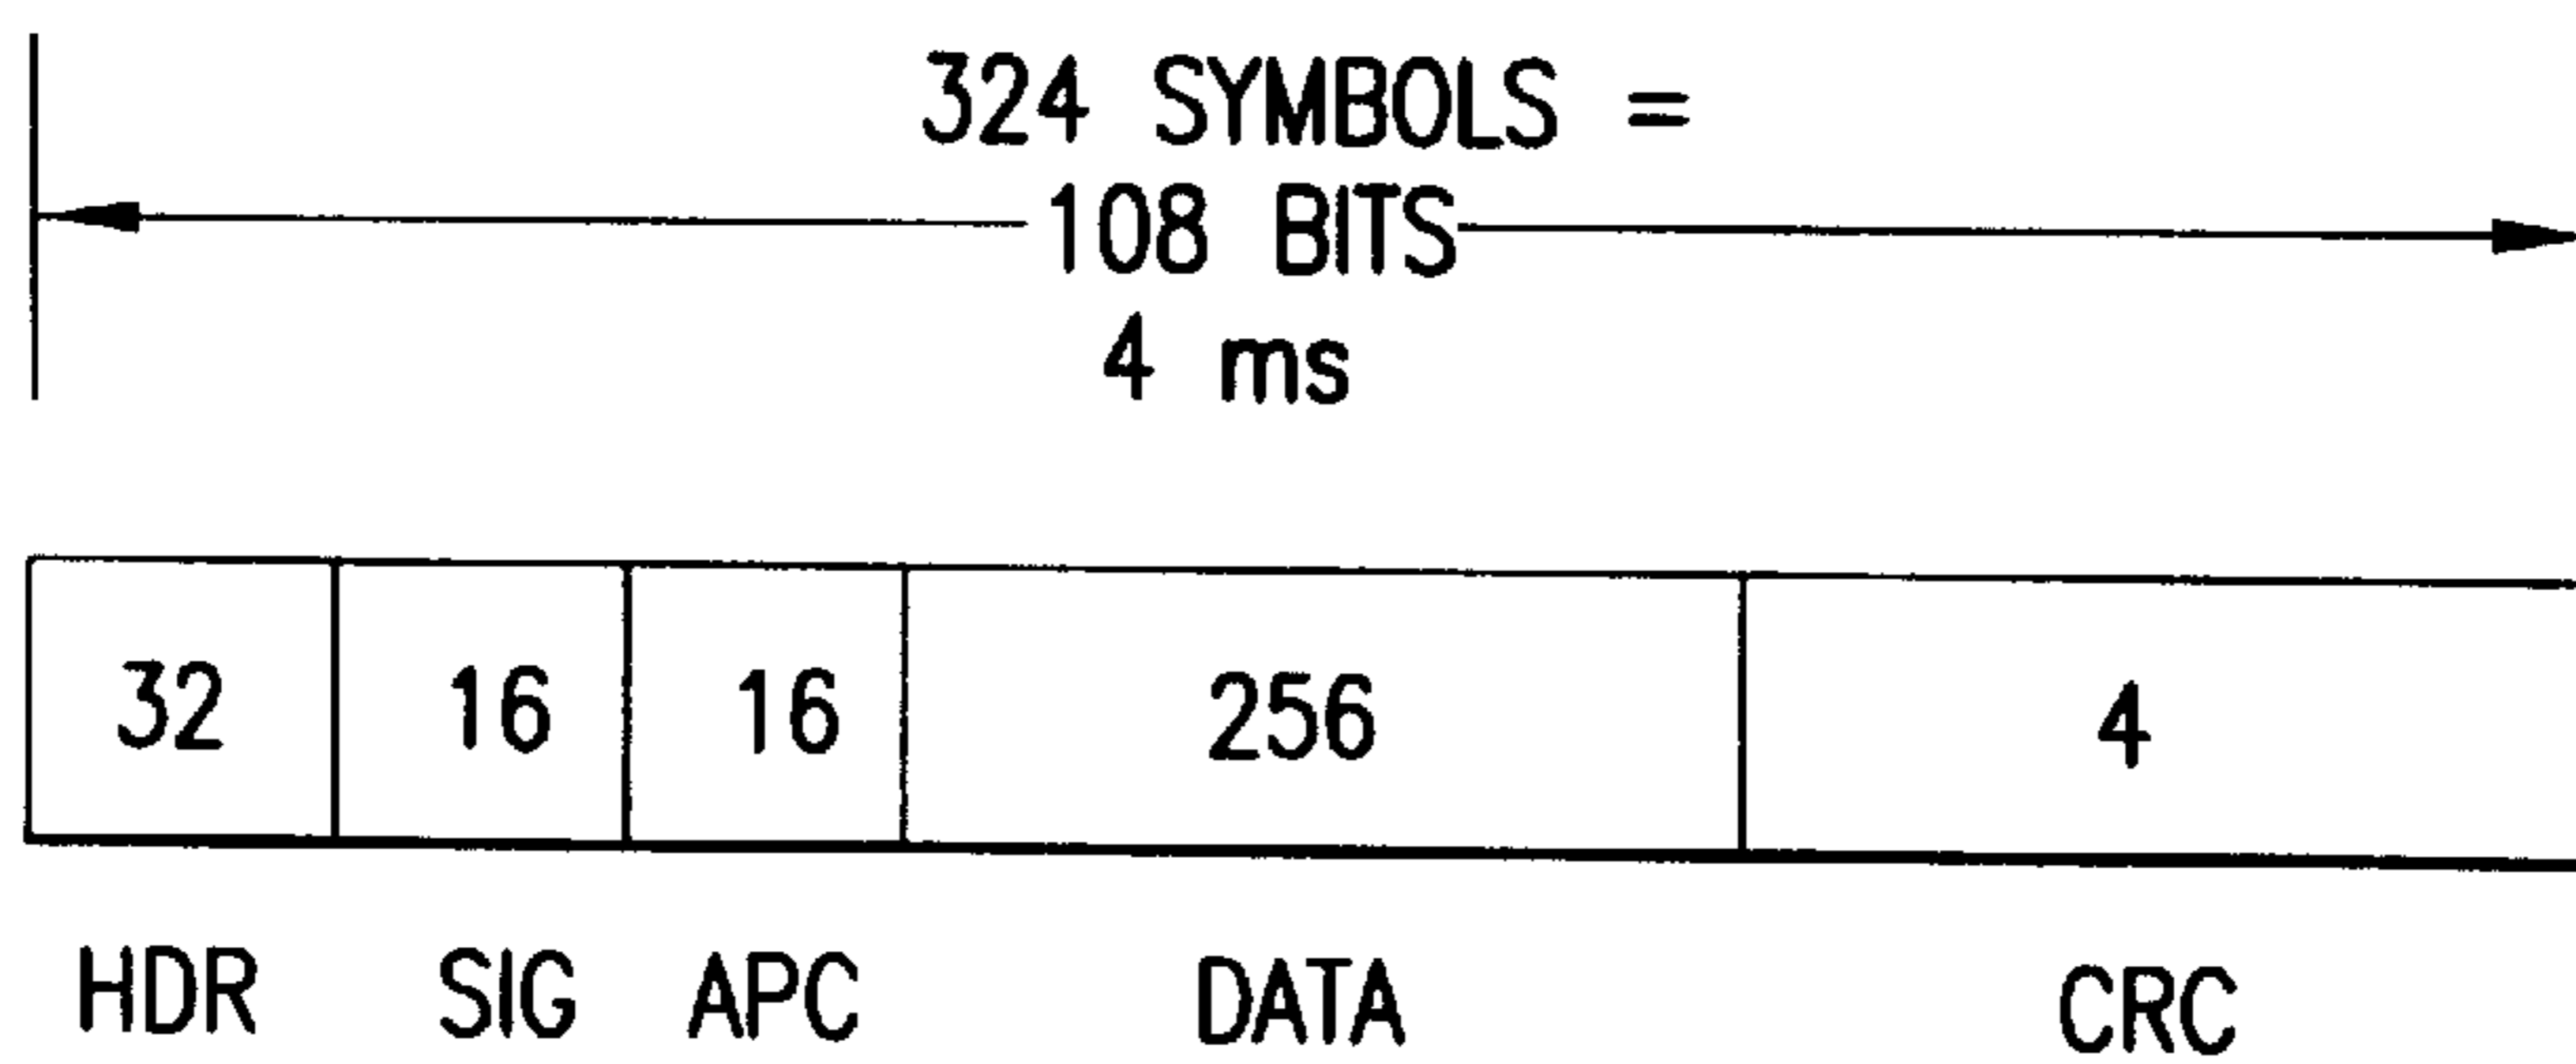 324 SYMBOLS =
108 BITS
4 ms
32 16 16 256 4
HDR SIG APC DATA CRC